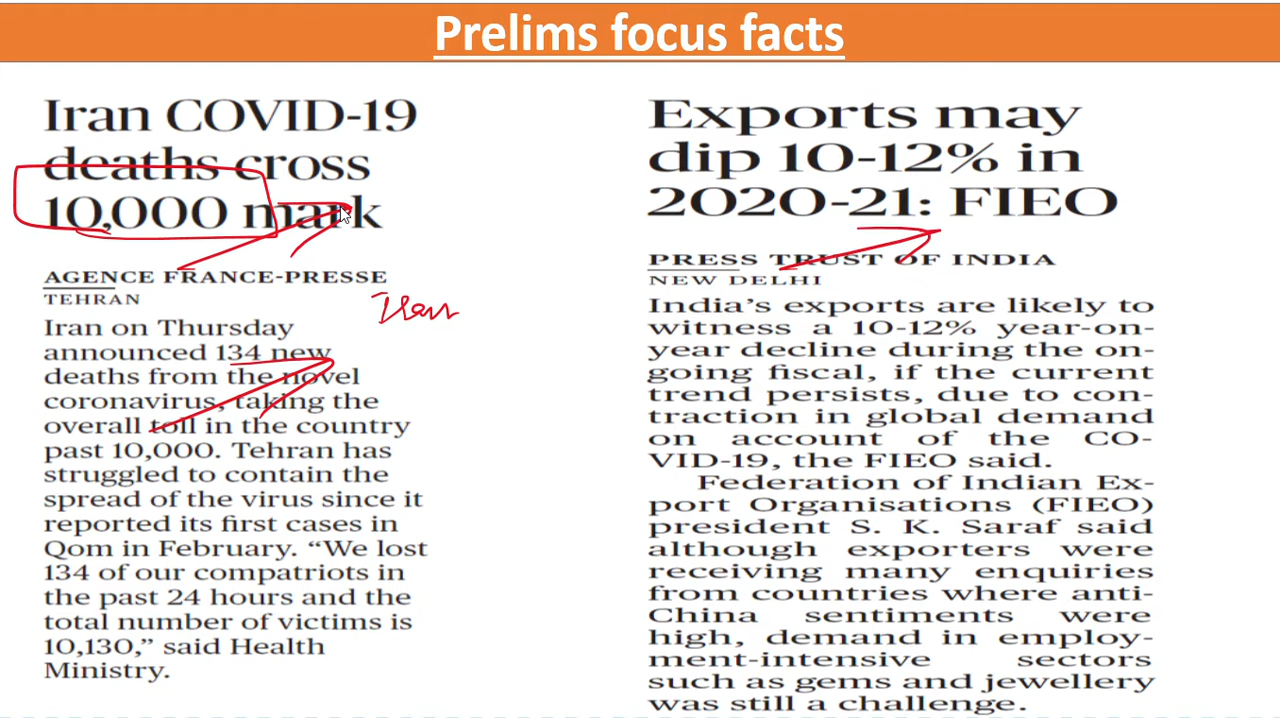 Prelims focus facts
Iran COVID-19
deaths cross
10,000 mark
AGENCE FRANCE-PRESSE
TEHRAN
Iran
Iran on Thursday
announced 134 new
deaths from the novel
coronavirus, taking the
overall toll in the country
past 10,000. Tehran has
struggled to contain the
spread of the virus since it
reported its first cases in
Qom in February. “We lost
134 of our compatriots in
the past 24 hours and the
total number of victims is
10,130,” said Health
Ministry.
Exports may
dip 10-12% in
2020-21: FIEO
PRESS TRUST OF INDIA
NEW DELHI
India’s exports are likely to
witness a 10-12% year-on-
year decline during the on-
going fiscal, if the current
trend persists, due to con-
traction in global demand
on account of the CO-
VID-19, the FIEO said.
Federation of Indian Ex-
port Organisations (FIEO)
president S. K. Saraf said
although exporters were
receiving many enquiries
from countries where anti-
China sentiments were
high, demand in employ-
ment-intensive sectors
such as gems and jewellery
was still a challenge.